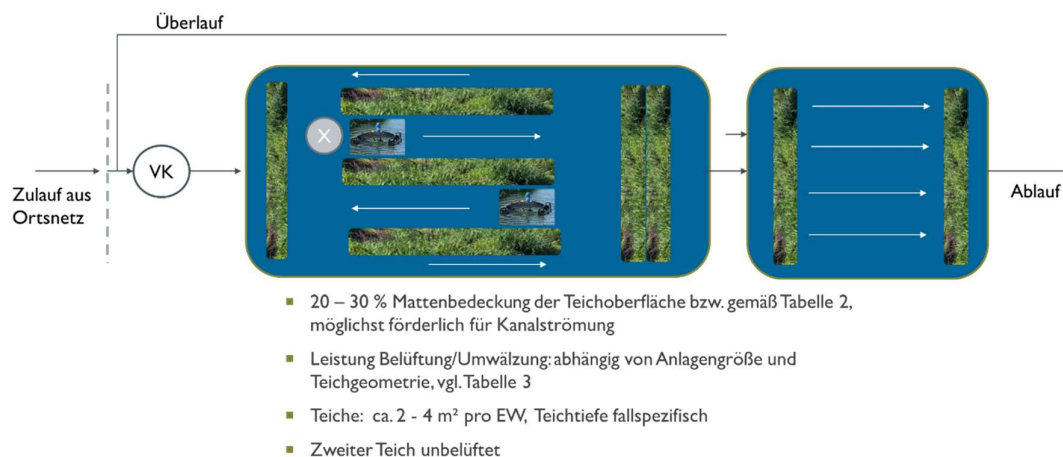 Überlauf
X
VK
Zulauf aus
Ortsnetz
Ablauf
▪ 20 – 30 % Mattenbedeckung der Teichoberfläche bzw. gemäß Tabelle 2,
möglichst förderlich für Kanalströmung
▪ Leistung Belüftung/Umwälzung: abhängig von Anlagengröße und
Teichgeometrie, vgl. Tabelle 3
▪ Teiche: ca. 2 - 4 m² pro EW, Teichtiefe fallspezifisch
▪ Zweiter Teich unbelüftet